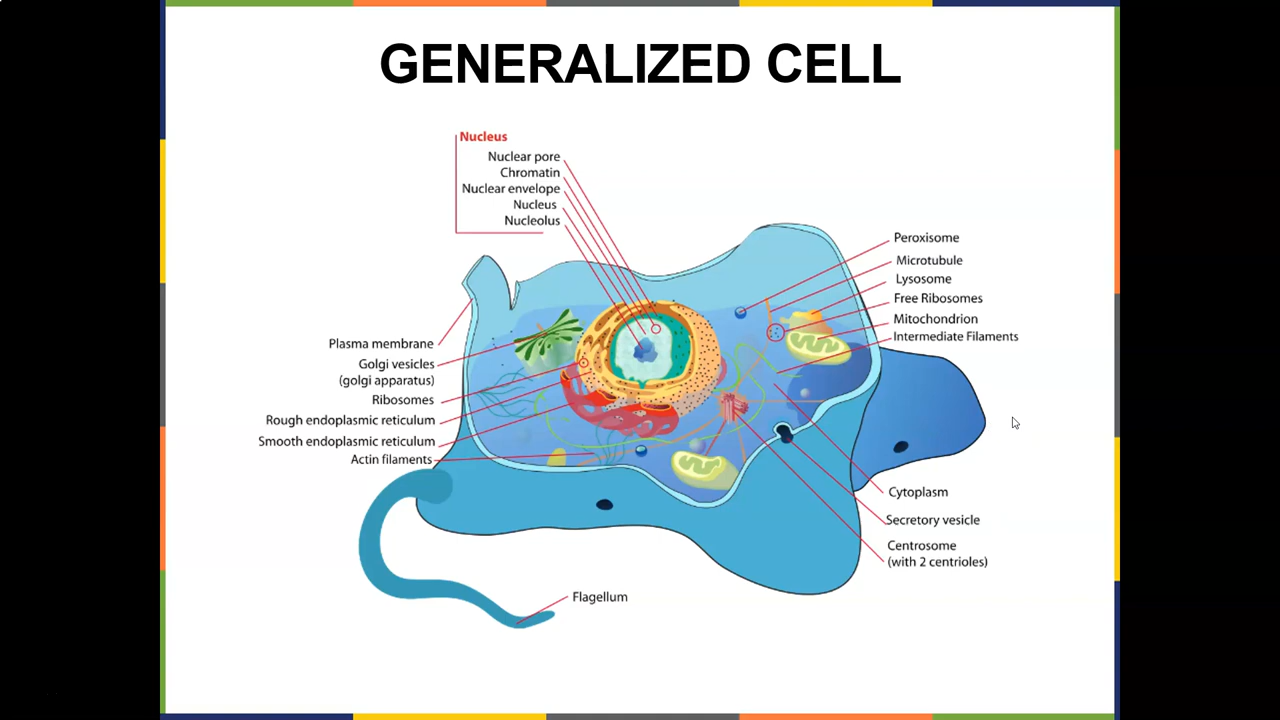 GENERALIZED CELL
Nucleus
Nuclear pore
Chromatin
Nuclear envelope
Nucleus
Nucleolus
Plasma membrane
Golgi vesicles
(golgi apparatus)
Ribosomes
Rough endoplasmic reticulum
Smooth endoplasmic reticulum
Actin filaments
Peroxisome
Microtubule
Lysosome
Free Ribosomes
Mitochondrion
Intermediate Filaments
Cytoplasm
Secretory vesicle
Centrosome
(with 2 centrioles)
Flagellum